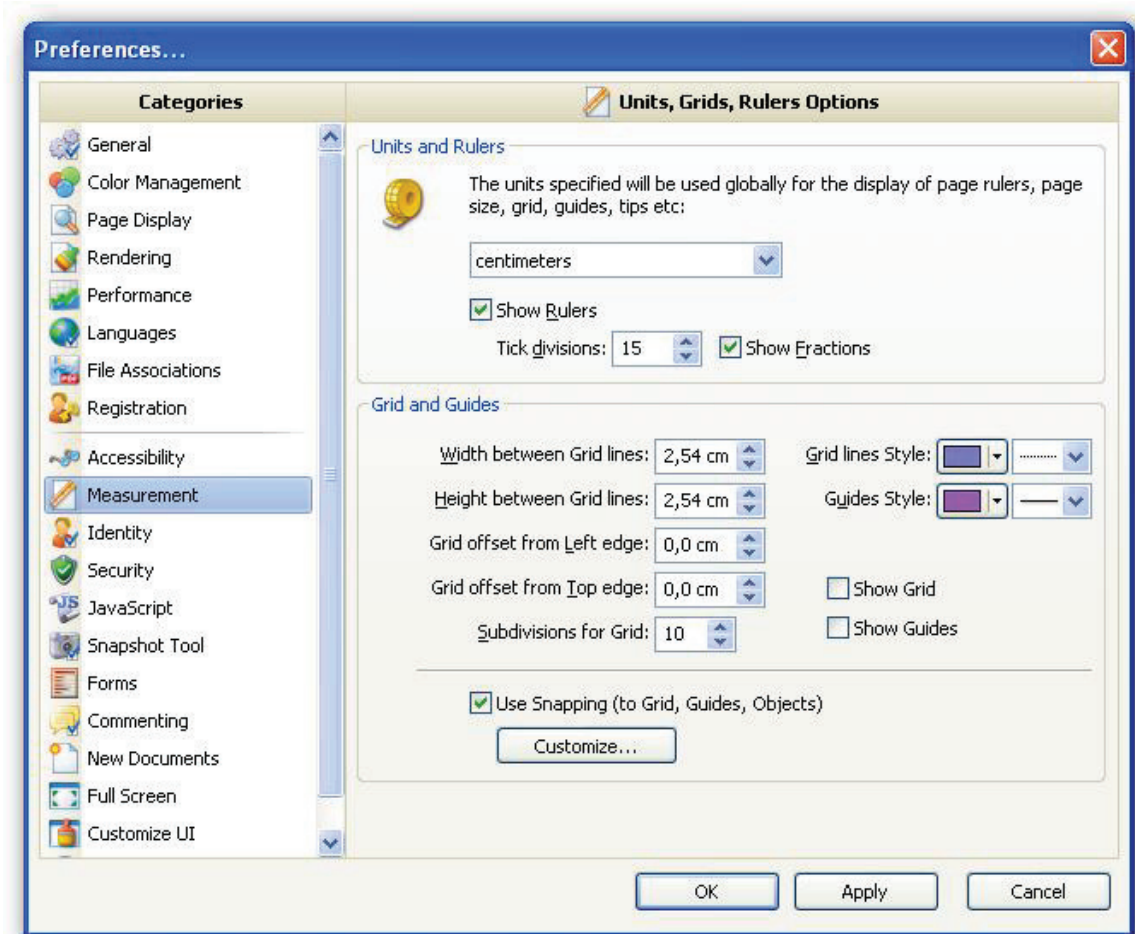 Preferences...
Categories
General
Color Management
Page Display
Rendering
Performance
Languages
File Associations
Registration
Accessibility
Measurement
Identity
Security
JavaScript
Snapshot Tool
Forms
Commenting
New Documents
Full Screen
Customize UI
Units, Grids, Rulers Options
Units and Rulers
The units specified will be used globally for the display of page rulers, page
size, grid, guides, tips etc:
centimeters
Show Rulers
Tick divisions: 15 Show Fractions
Grid and Guides
Width between Grid lines: 2,54 cm Grid lines Style:
Height between Grid lines: 2,54 cm Guides Style:
Grid offset from Left edge: 0,0 cm
Grid offset from Top edge: 0,0 cm Show Grid
Subdivisions for Grid: 10 Show Guides
Use Snapping (to Grid, Guides, Objects)
Customize...
OK Apply Cancel